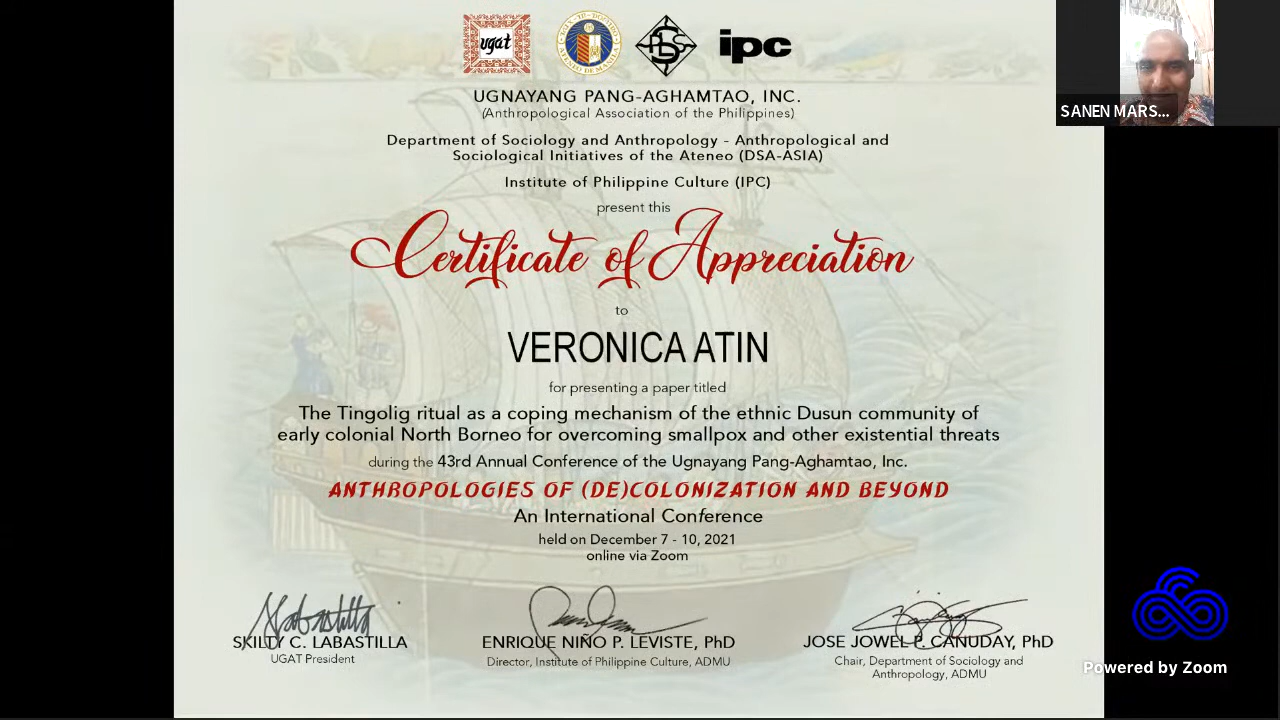 ugat
ipc
UGNAYANG PANG-AGHAMTAO, INC.
(Anthropological Association of the Philippines)
Department of Sociology and Anthropology - Anthropological and
Sociological Initiatives of the Ateneo (DSA-ASIA)
Institute of Philippine Culture (IPC)
present this
Certificate of Appreciation
to
VERONICA ATIN
for presenting a paper titled
The Tingolig ritual as a coping mechanism of the ethnic Dusun community of
early colonial North Borneo for overcoming smallpox and other existential threats
during the 43rd Annual Conference of the Ugnayang Pang-Aghamtao, Inc.
ANTHROPOLOGIES OF (DE)COLONIZATION AND BEYOND
An International Conference
held on December 7 - 10, 2021
online via Zoom
SKILTY C. LABASTILLA
UGAT President
ENRIQUE NIÑO P. LEVISTE, PhD
Director, Institute of Philippine Culture, ADMU
JOSE JOWEL P. CANUDAY, PhD
Chair, Department of Sociology and
Anthropology, ADMU
SANEN MARS...
Powered by Zoom